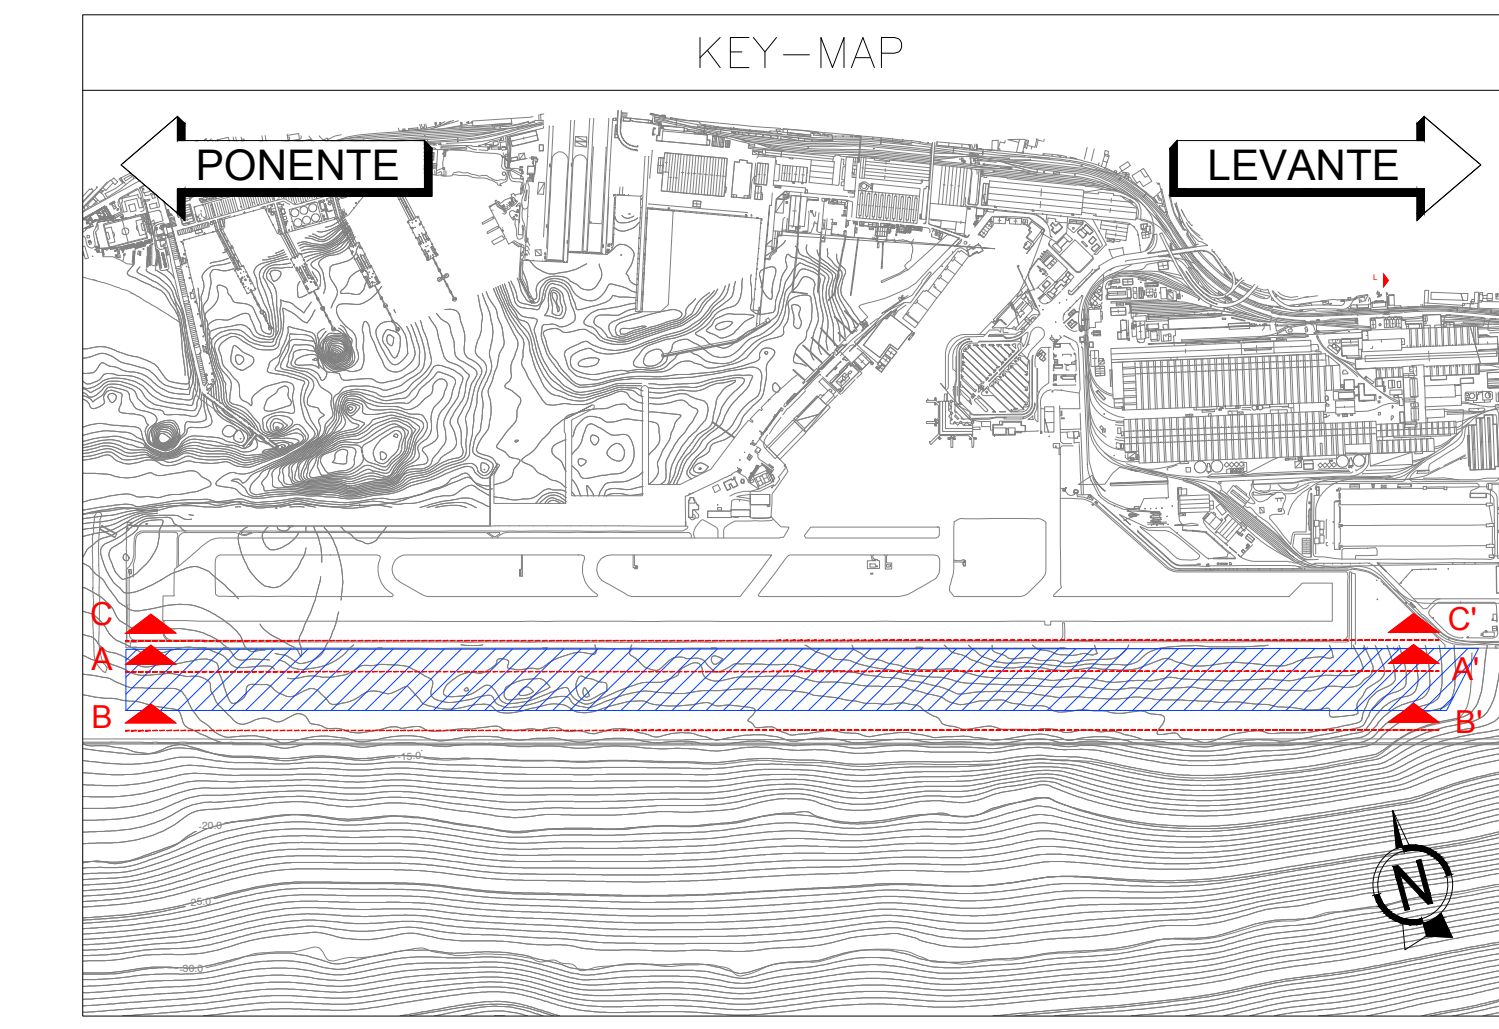 KEY-MAP
PONENTE
LEVANTE
L
C
C'
A
A'
B
B'
-15.0
-20.0
-25.0
-30.0
N